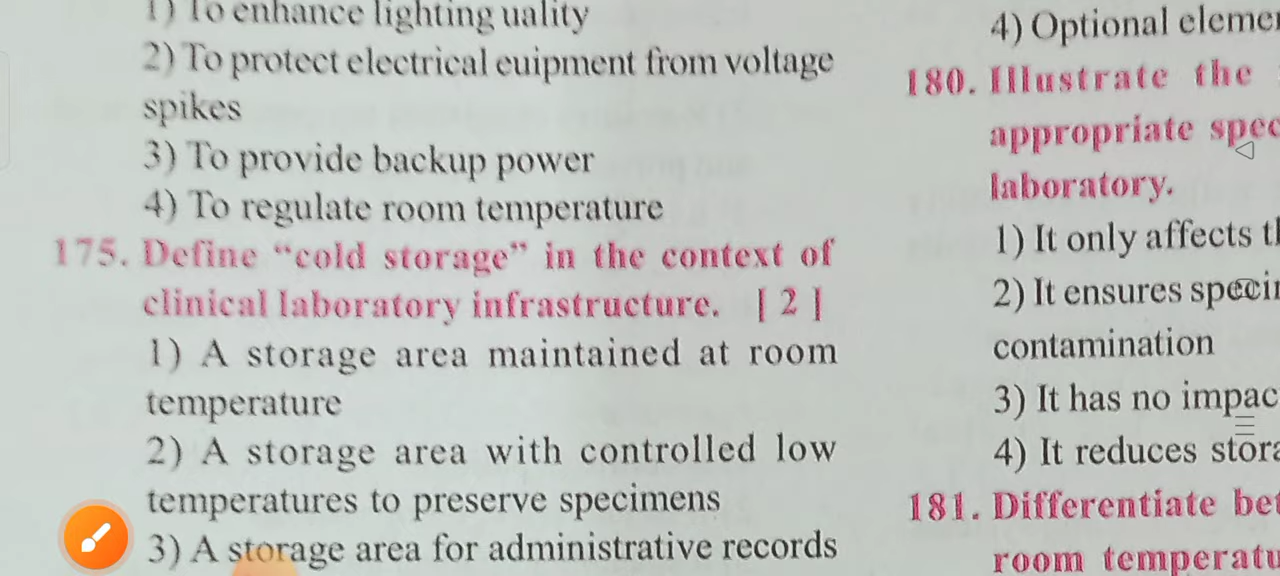 1) To enhance lighting uality
2) To protect electrical euipment from voltage
spikes
3) To provide backup power
4) To regulate room temperature
175. Define “cold storage” in the context of
clinical laboratory infrastructure. [ 2 ]
1) A storage area maintained at room
temperature
2) A storage area with controlled low
temperatures to preserve specimens
3) A storage area for administrative records
4) Optional
180. Illustrate the
appropriate
laboratory.
1) It only affects
2) It ensures
contamination
3) It has no
4) It reduces
181. Differentiate
room